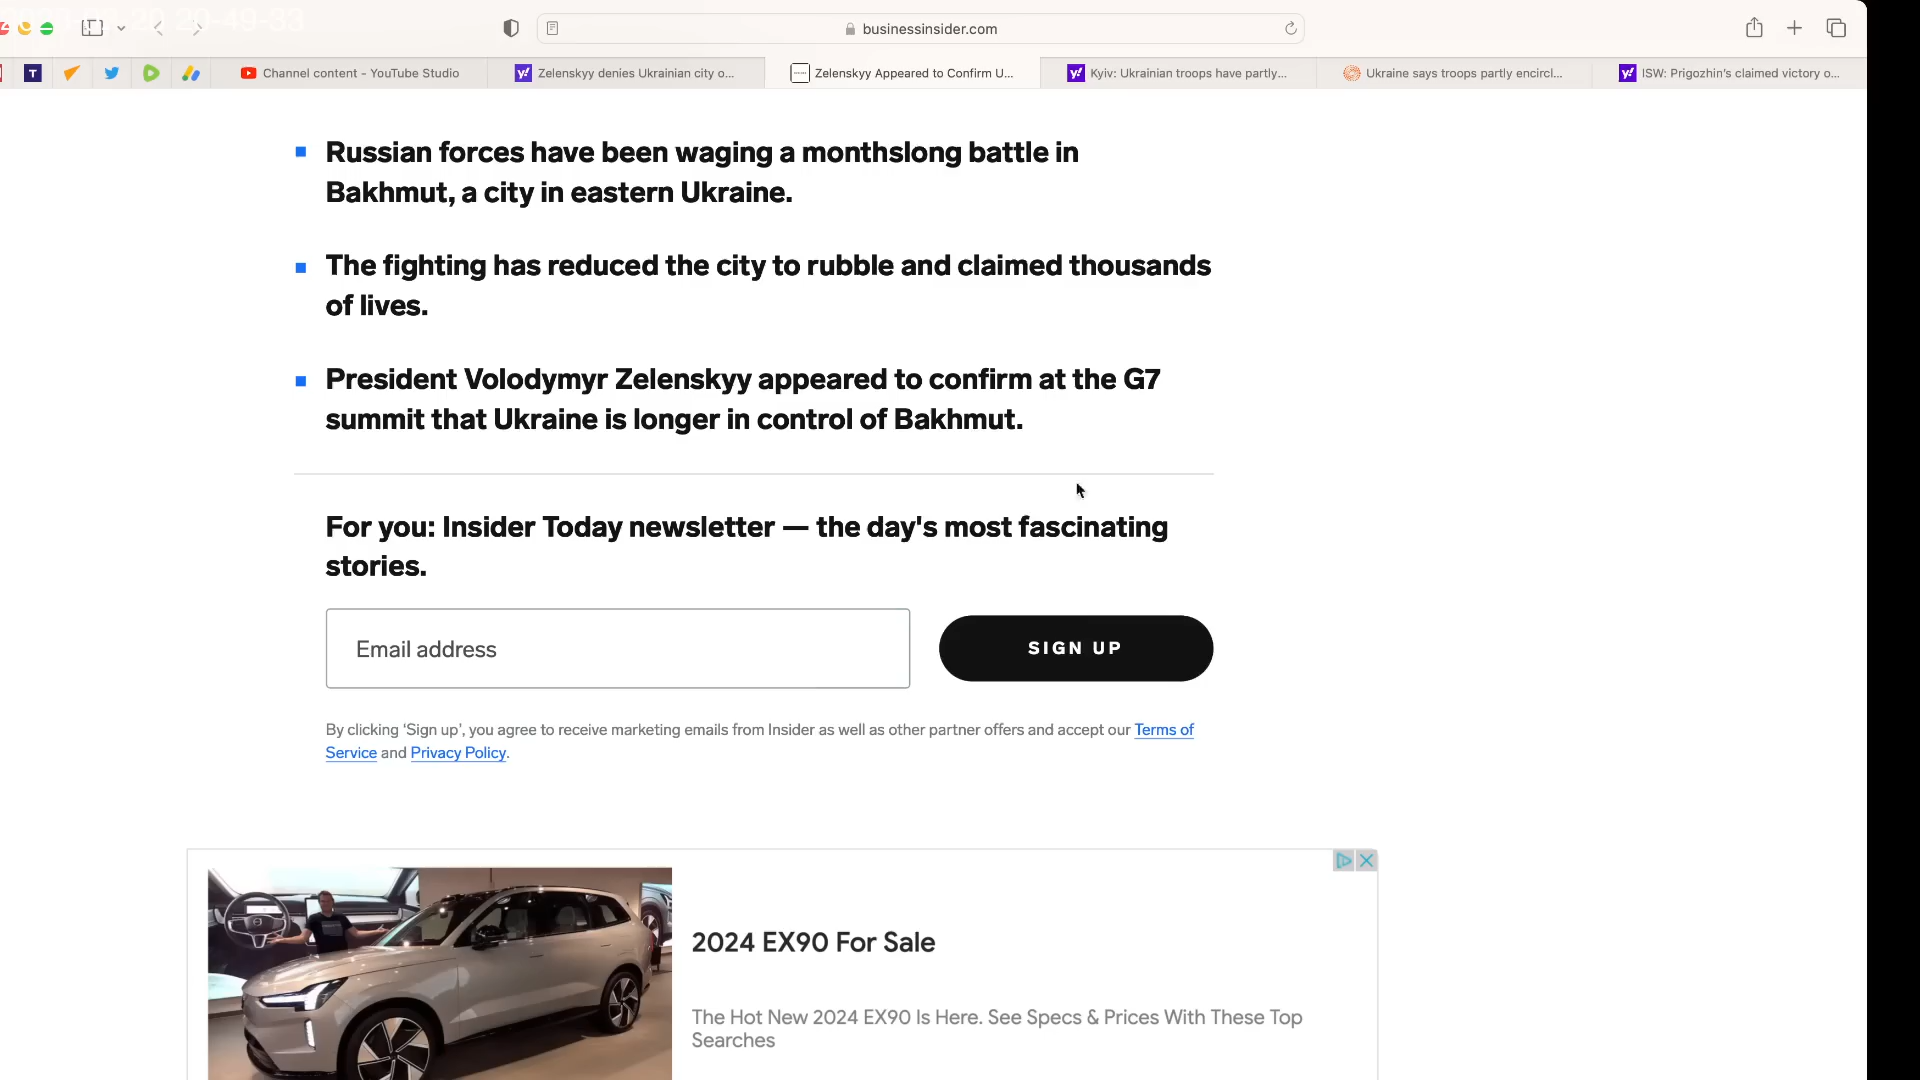 20-49-33
businessinsider.com
T
Channel content - YouTube Studio
Zelenskyy denies Ukrainian city o...
Zelenskyy Appeared to Confirm U...
Kyiv: Ukrainian troops have partly...
Ukraine says troops partly encircl...
ISW: Prigozhin's claimed victory o...
Russian forces have been waging a monthslong battle in
Bakhmut, a city in eastern Ukraine.
The fighting has reduced the city to rubble and claimed thousands
of lives.
President Volodymyr Zelenskyy appeared to confirm at the G7
summit that Ukraine is longer in control of Bakhmut.
For you: Insider Today newsletter — the day's most fascinating
stories.
Email address
SIGN UP
By clicking ‘Sign up’, you agree to receive marketing emails from Insider as well as other partner offers and accept our Terms of
Service and Privacy Policy.
2024 EX90 For Sale
The Hot New 2024 EX90 Is Here. See Specs & Prices With These Top
Searches